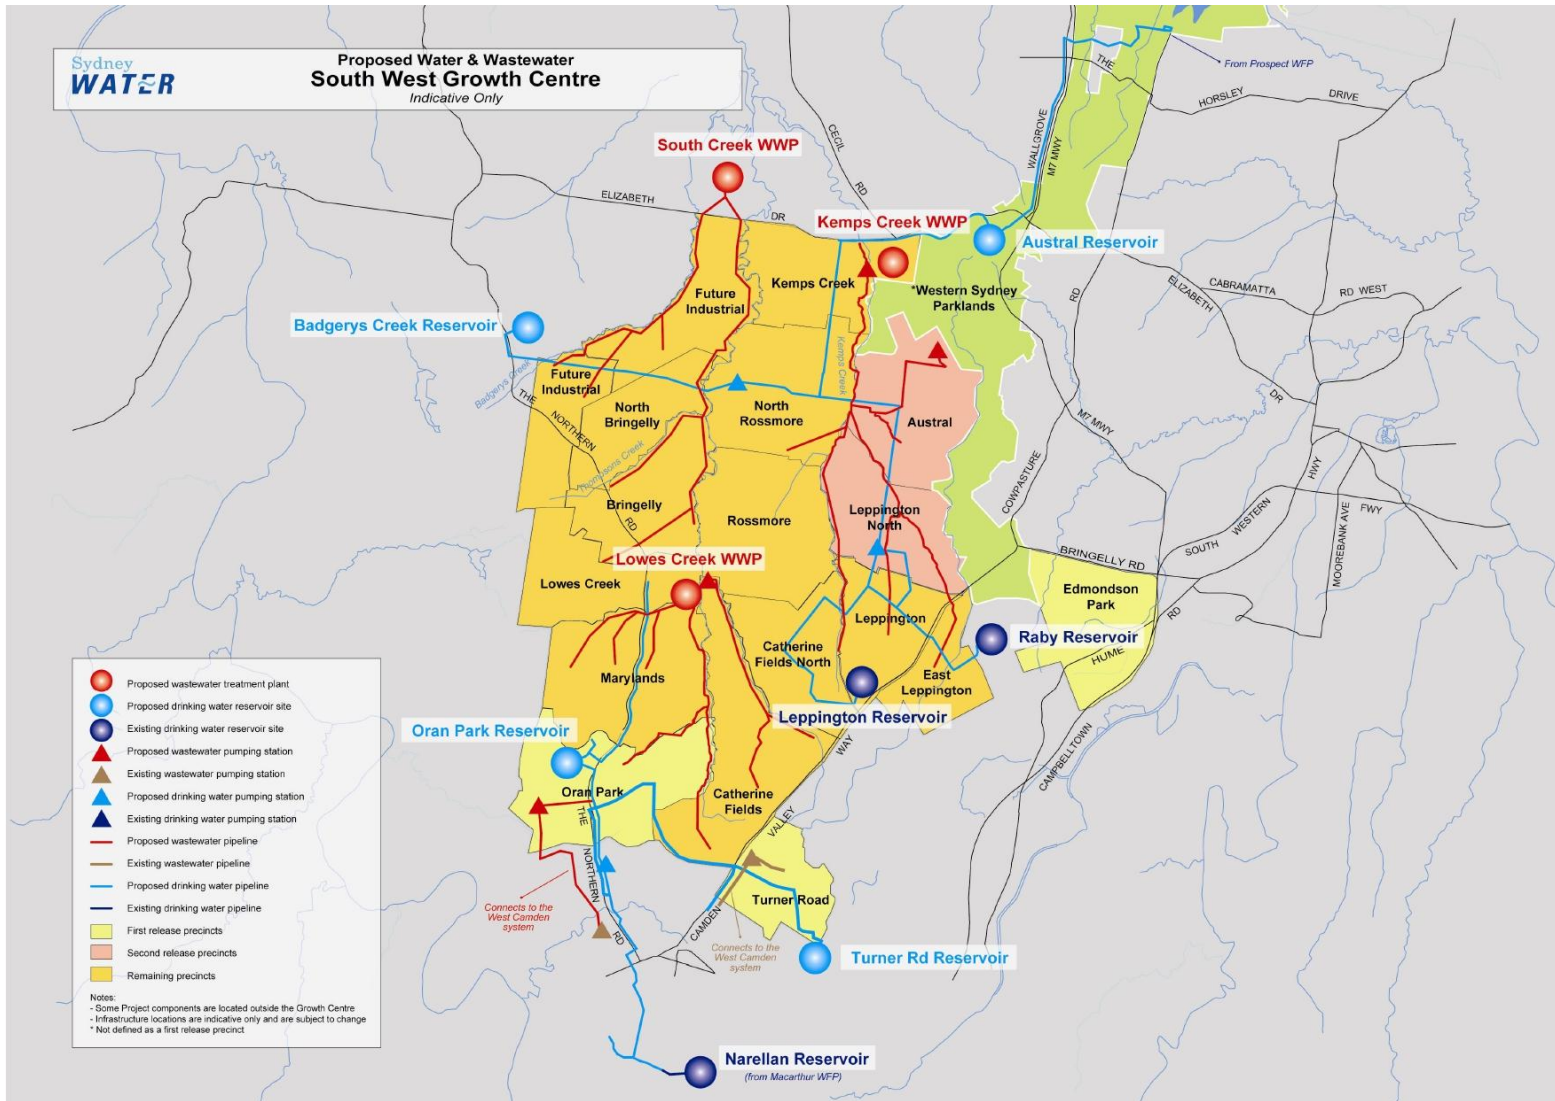 Sydney
WATER
Proposed Water & Wastewater
South West Growth Centre
Indicative Only
From Prospect WFP
THE
HORSLEY
DRIVE
WALLGROVE
M7 MWY
CECIL
RD
South Creek WWP
ELIZABETH
DR
Kemps Creek WWP
Austral Reservoir
Kemps Creek
*Western Sydney
Parklands
Future
Industrial
ELIZABETH
CABRAMATTA
RD WEST
RD
Badgerys Creek Reservoir
Badgerys Creek
Kemps Creek
Future
Industrial
THE
NORTHERN
North
Bringelly
North
Rossmore
Austral
DR
M7 MWY
Thompsons Creek
COWPASTURE
HWY
Bringelly
RD
Rossmore
Leppington
North
SOUTH
WESTERN
FWY
MOOREBANK AVE
Lowes Creek WWP
BRINGELLY RD
Lowes Creek
Edmondson
Park
RD
Leppington
Raby Reservoir
HUME
Catherine
Fields North
Marylands
East
Leppington
Leppington Reservoir
Oran Park Reservoir
WAY
CAMPBELLTOWN
Oran Park
THE
Catherine
Fields
VALLEY
NORTHERN
Turner Road
Connects to the
West Camden
system
RD
CAMDEN
Connects to the
West Camden
system
Turner Rd Reservoir
Narellan Reservoir
(from Macarthur WFP)
Proposed wastewater treatment plant
Proposed drinking water reservoir site
Existing drinking water reservoir site
Proposed wastewater pumping station
Existing wastewater pumping station
Proposed drinking water pumping station
Existing drinking water pumping station
Proposed wastewater pipeline
Existing wastewater pipeline
Proposed drinking water pipeline
Existing drinking water pipeline
First release precincts
Second release precincts
Remaining precincts
Notes:
- Some Project components are located outside the Growth Centre
- Infrastructure locations are indicative only and are subject to change
* Not defined as a first release precinct